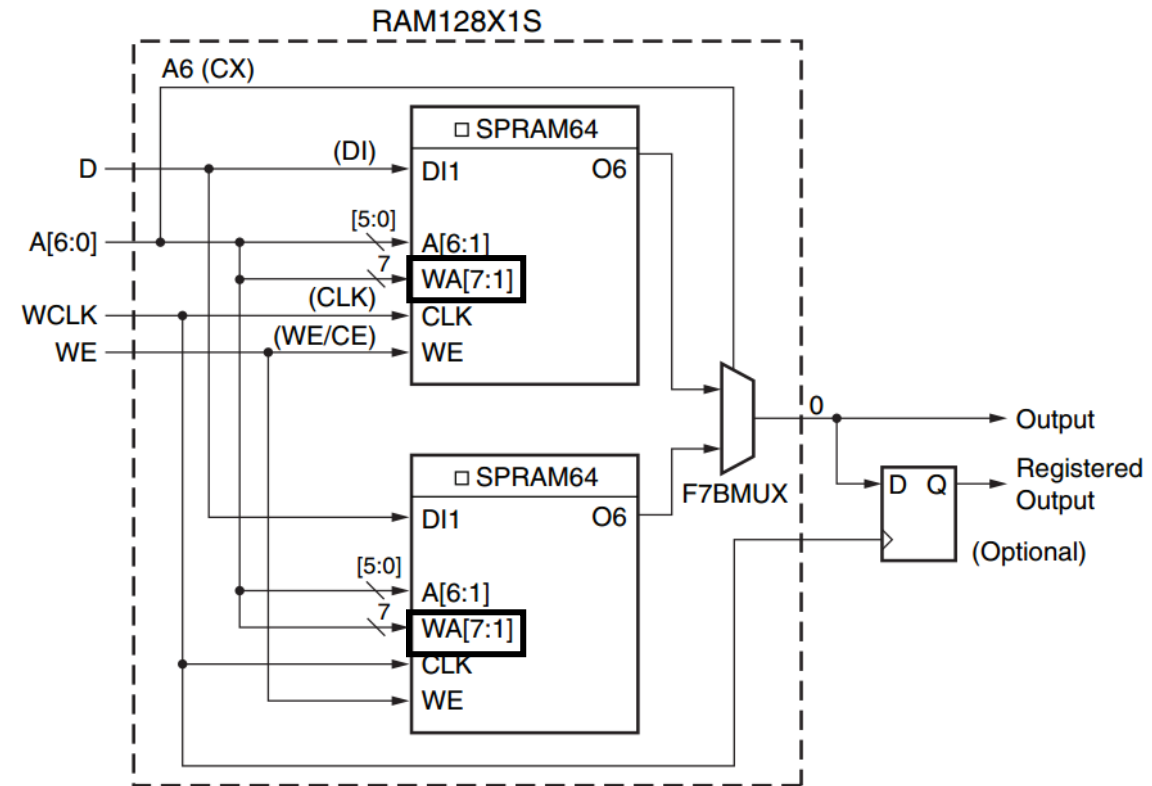 RAM128X1S
A6 (CX)
□ SPRAM64
D
(DI)
DI1
O6
[5:0]
A[6:0]
A[6:1]
7
WA[7:1]
(CLK)
WCLK
CLK
(WE/CE)
WE
WE
0
Output
□ SPRAM64
F7BMUX
D Q
Registered
Output
DI1
O6
(Optional)
[5:0]
A[6:1]
7
WA[7:1]
CLK
WE